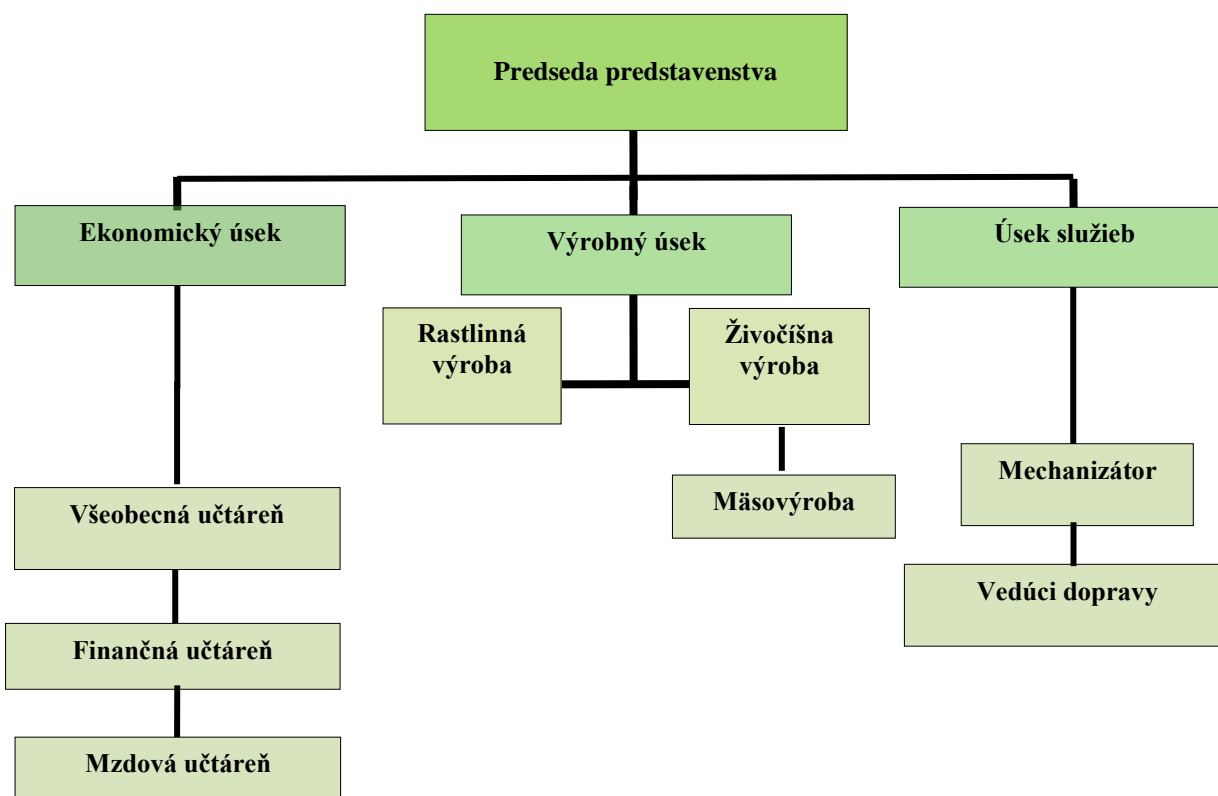 Predseda predstavenstva
Ekonomický úsek
Výrobný úsek
Úsek služieb
Rastlinná
výroba
Živočíšna
výroba
Mechanizátor
Mäsovýroba
Všeobecná učtáreň
Vedúci dopravy
Finančná učtáreň
Mzdová učtáreň